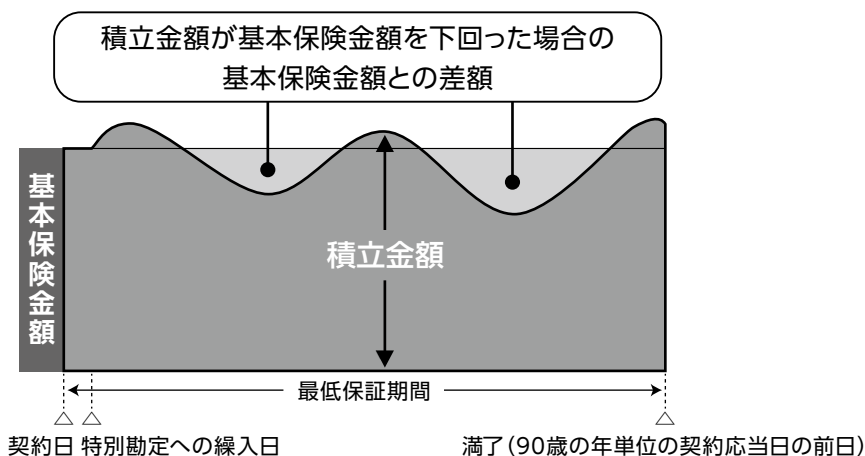 積立金額が基本保険金額を下回った場合の
基本保険金額との差額
基本保険金額
積立金額
最低保証期間
契約日 特別勘定への繰入日
満了(90歳の年単位の契約応当日の前日)